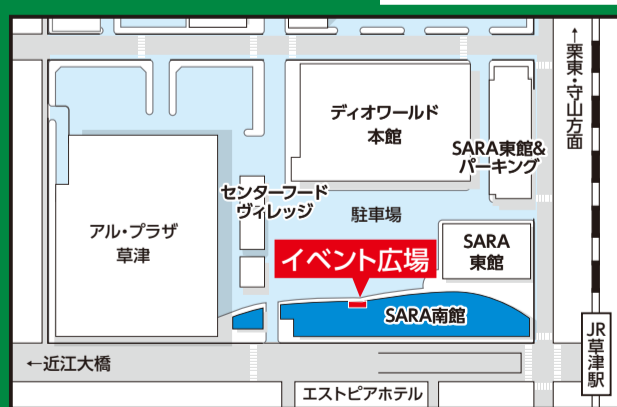 ↑栗東・守山方面
ディオワールド
本館
SARA東館&
パーキング
センターフード
ヴィレッジ
駐車場
アル・プラザ
草津
SARA
東館
イベント広場
SARA南館
JR草津駅
←近江大橋
エストピアホテル